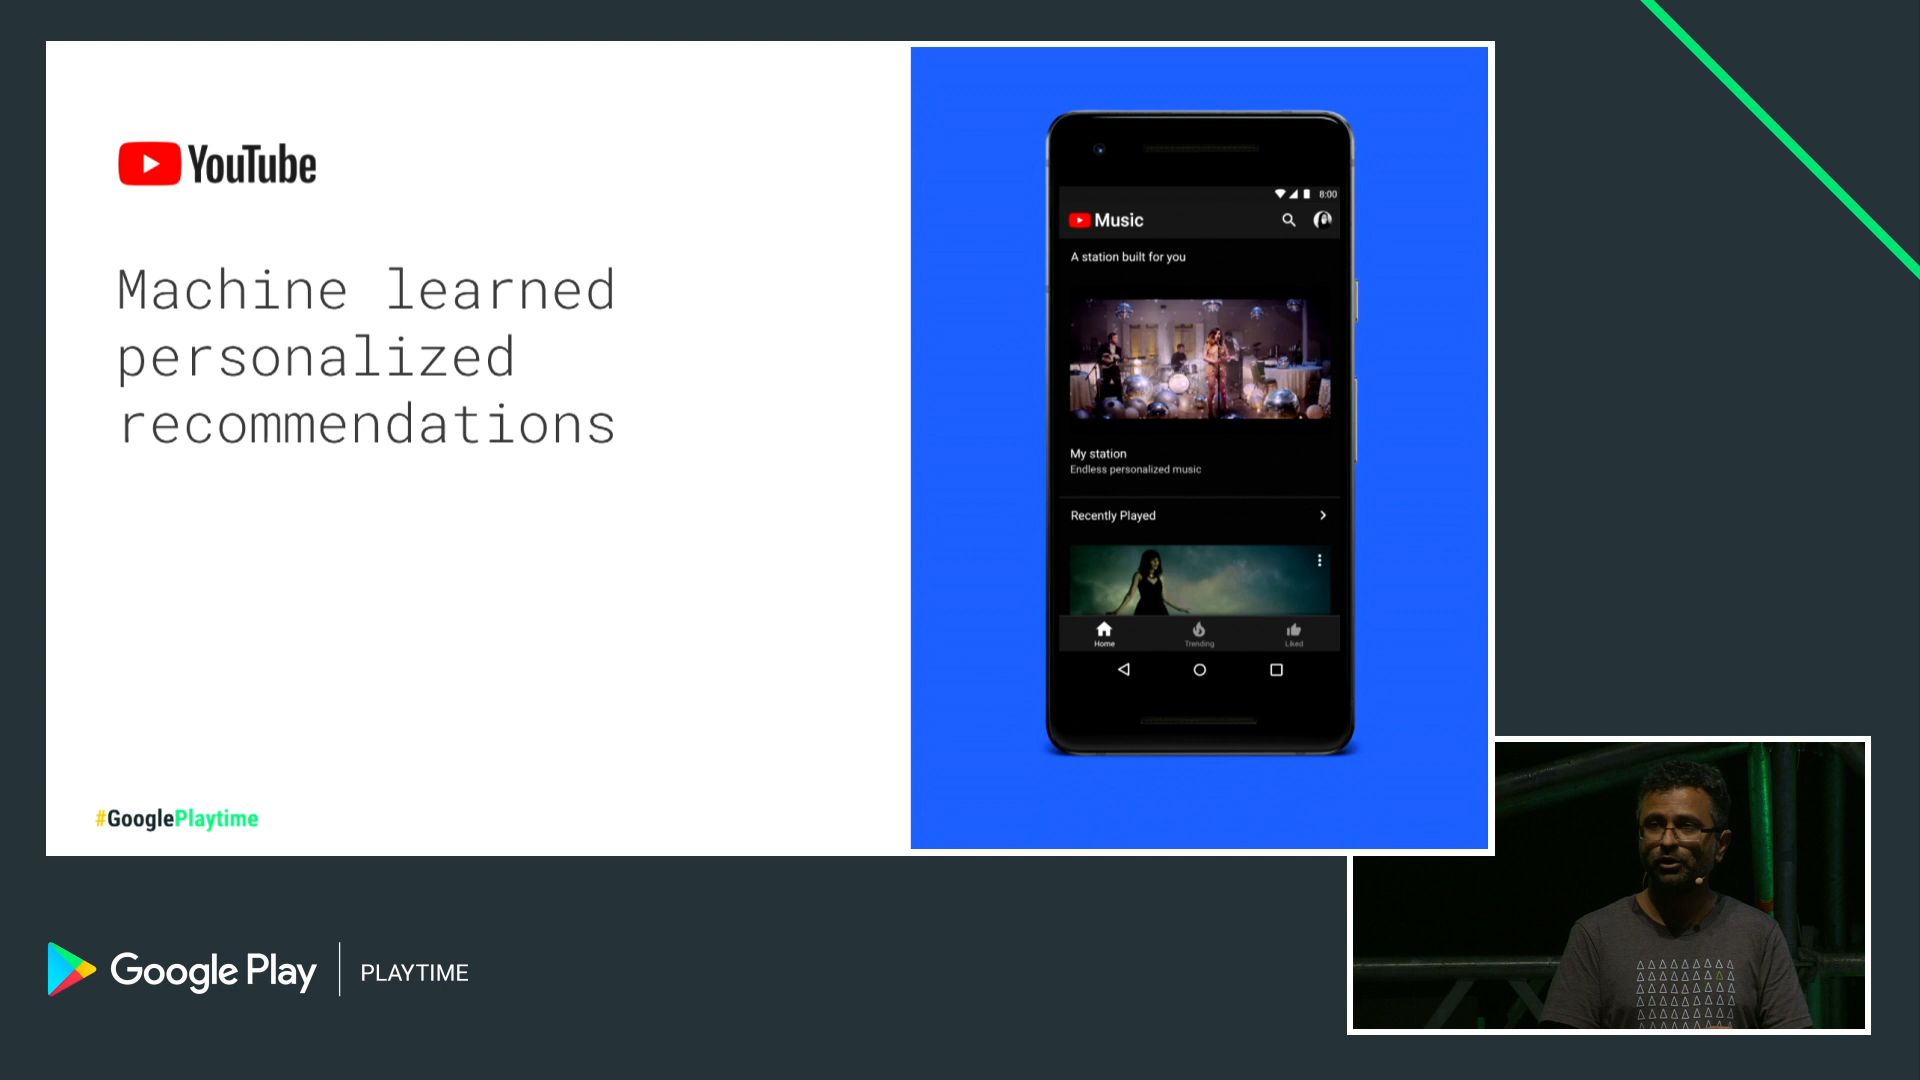 YouTube
Machine learned
personalized
recommendations
#GooglePlaytime
8:00
Music
A station built for you
My station
Endless personalized music
Recently Played
Home
Trending
Liked
Google Play
PLAYTIME